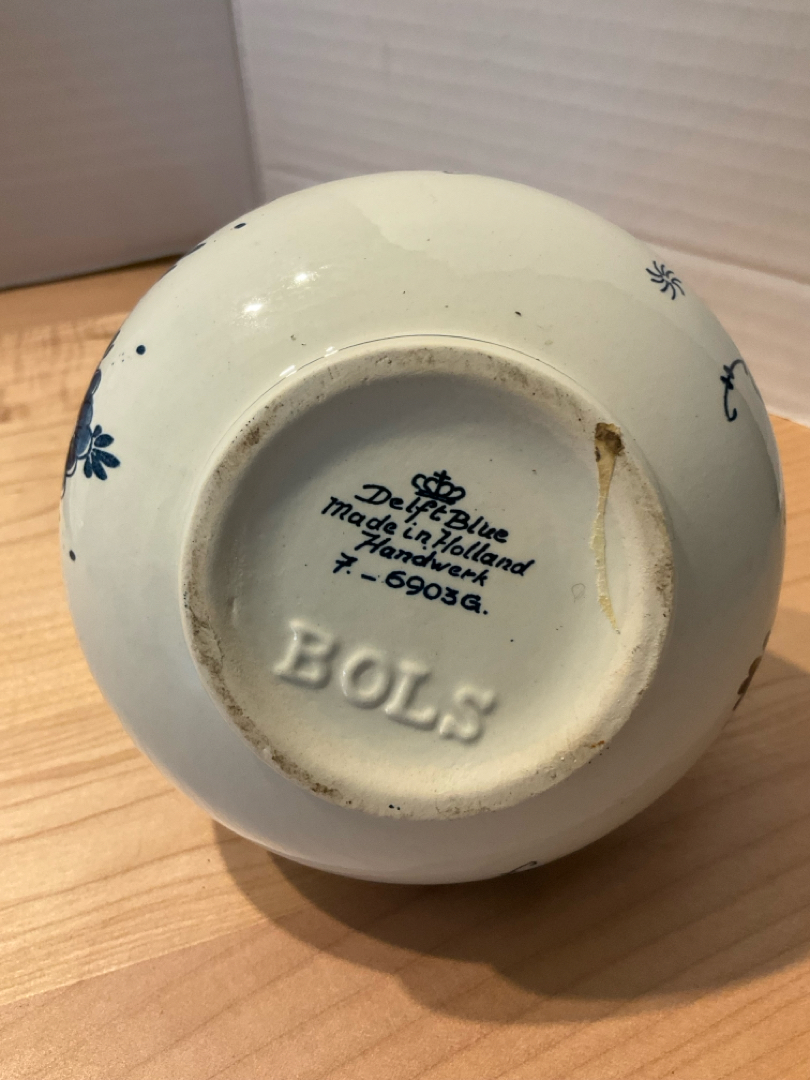 Delft Blue
Made in Holland
Handwerk
7. - 6903G.
BOLS